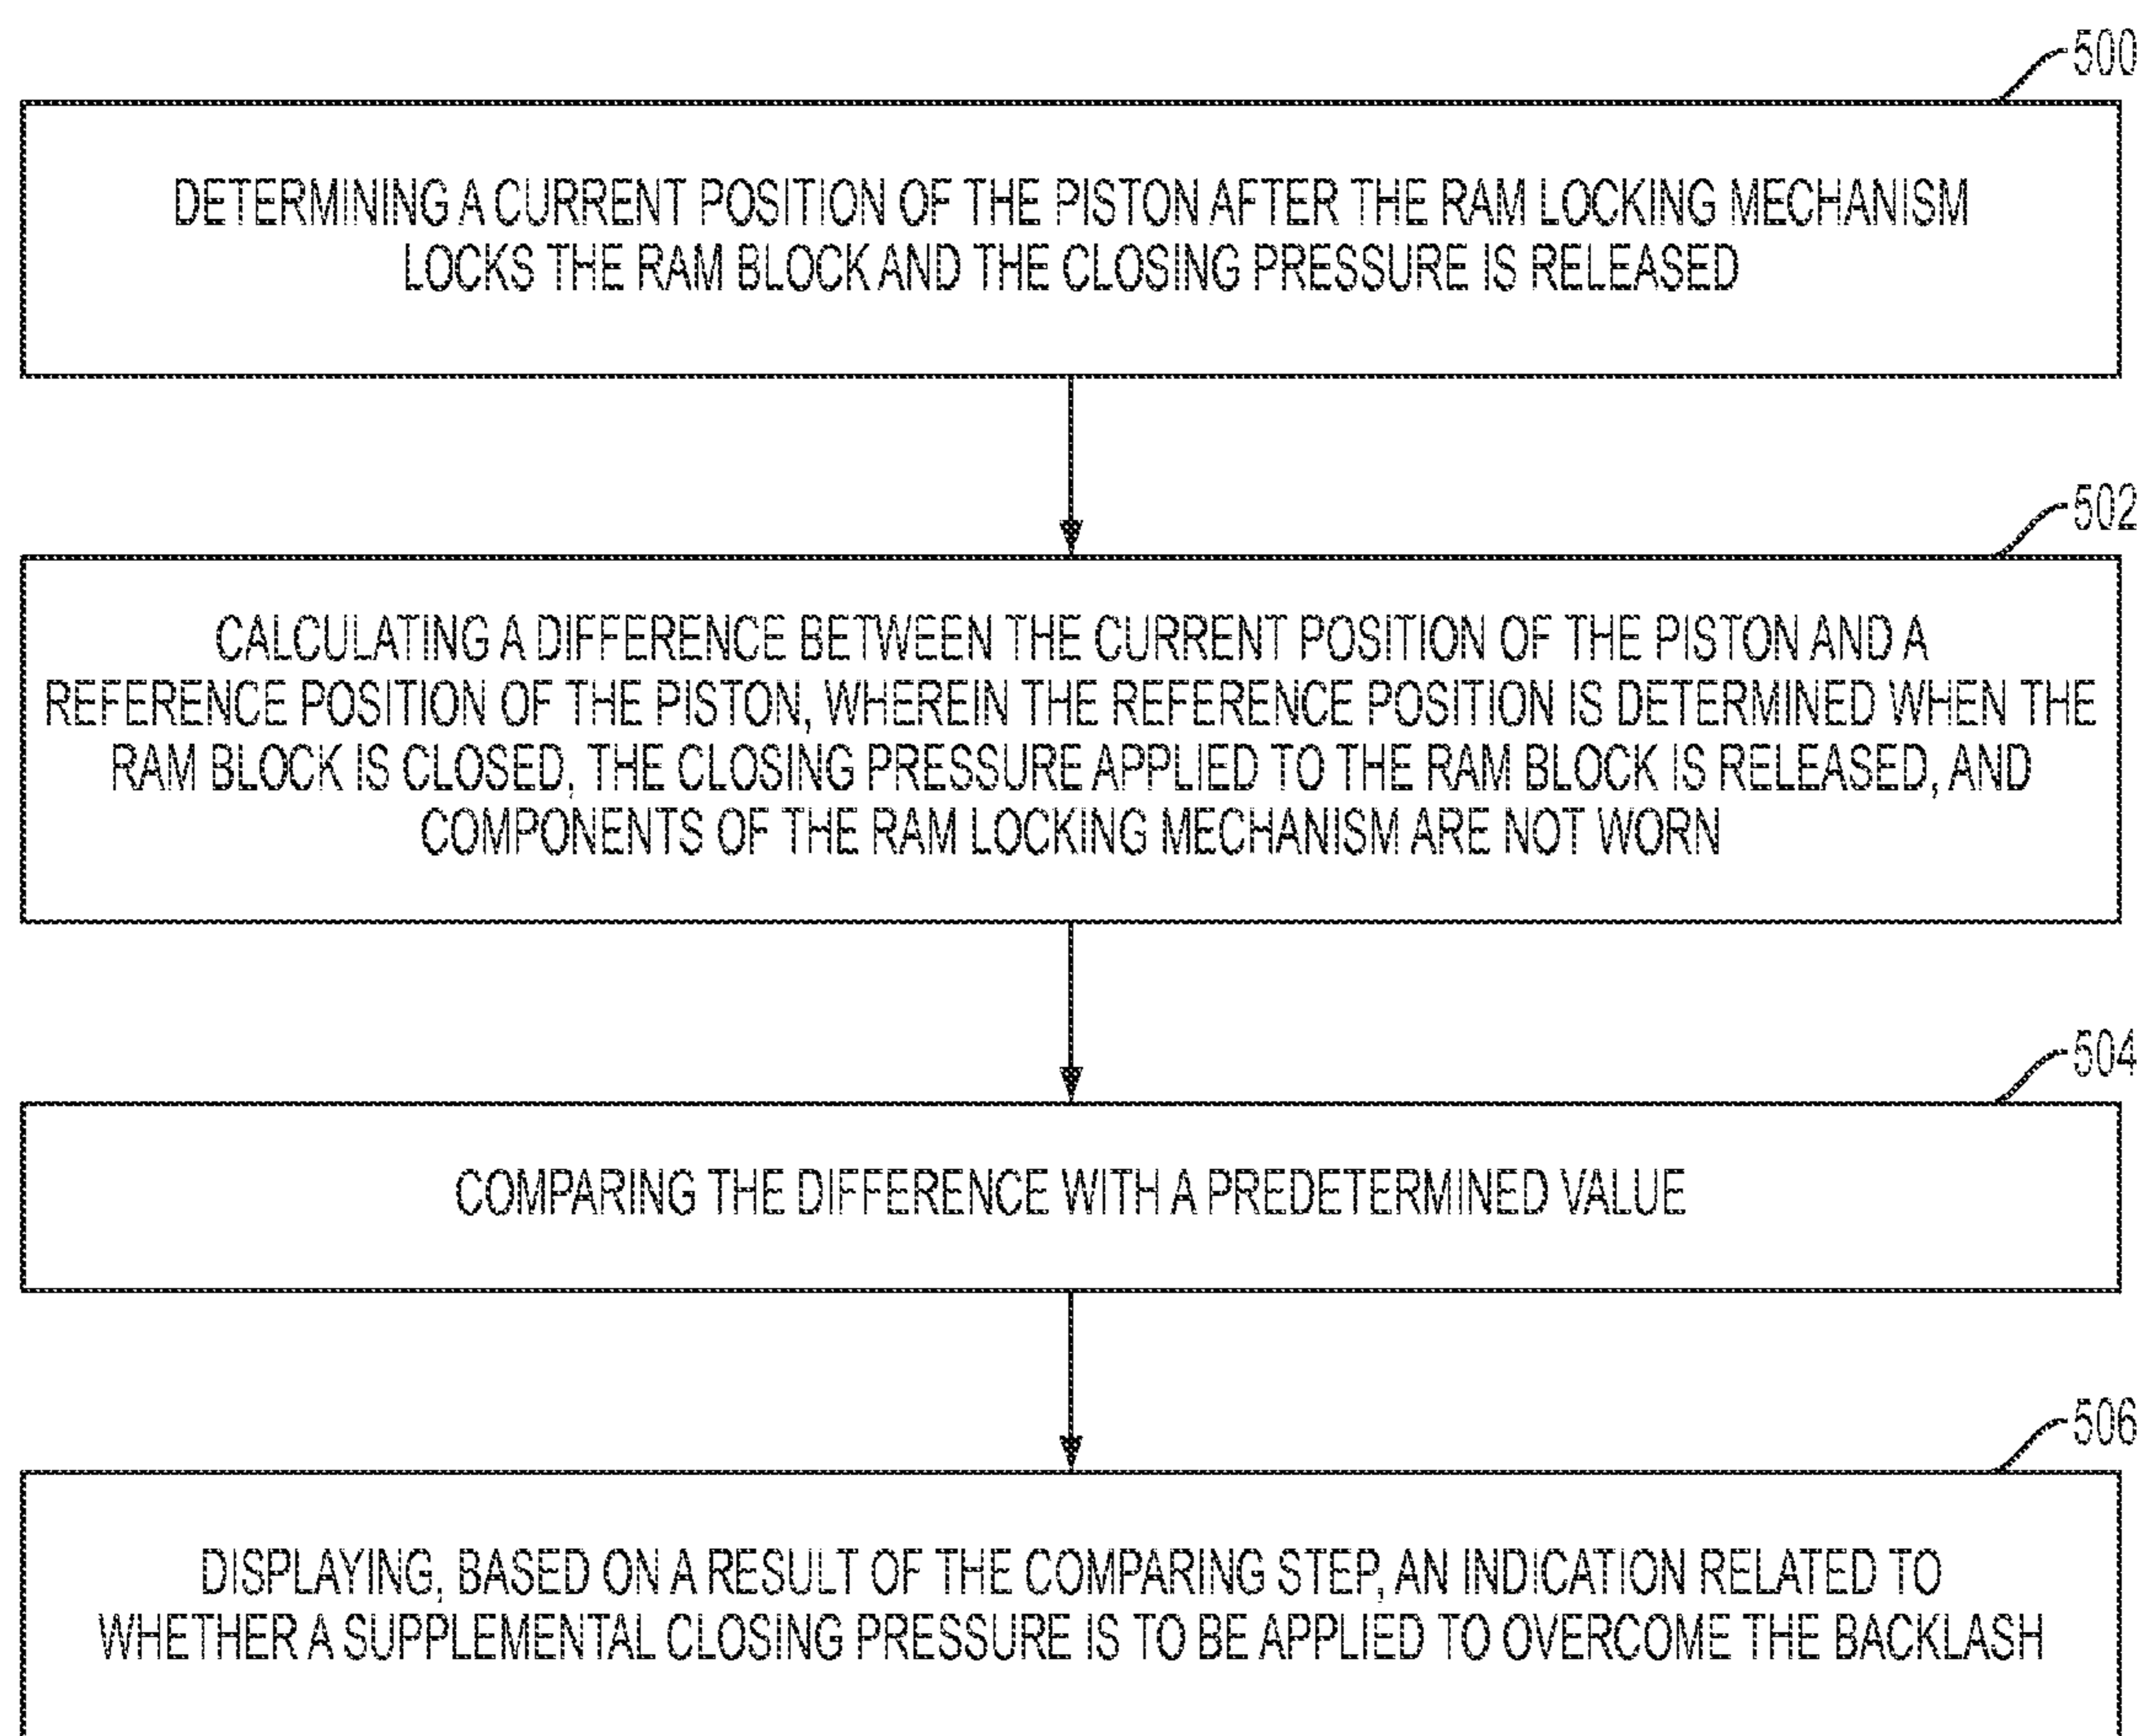 500
DETERMINING A CURRENT POSITION OF THE PISTON AFTER THE RAM LOCKING MECHANISM
LOCKS THE RAM BLOCK AND THE CLOSING PRESSURE IS RELEASED
502
CALCULATING A DIFFERENCE BETWEEN THE CURRENT POSITION OF THE PISTON AND A
REFERENCE POSITION OF THE PISTON, WHEREIN THE REFERENCE POSITION IS DETERMINED WHEN THE
RAM BLOCK IS CLOSED, THE CLOSING PRESSURE APPLIED TO THE RAM BLOCK IS RELEASED, AND
COMPONENTS OF THE RAM LOCKING MECHANISM ARE NOT WORN
504
COMPARING THE DIFFERENCE WITH A PREDETERMINED VALUE
506
DISPLAYING, BASED ON A RESULT OF THE COMPARING STEP, AN INDICATION RELATED TO
WHETHER A SUPPLEMENTAL CLOSING PRESSURE IS TO BE APPLIED TO OVERCOME THE BACKLASH